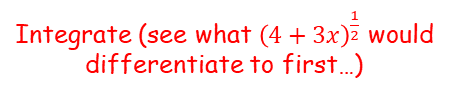 Integrate (see what (4 + 3x)^{1/2} would
differentiate to first…)